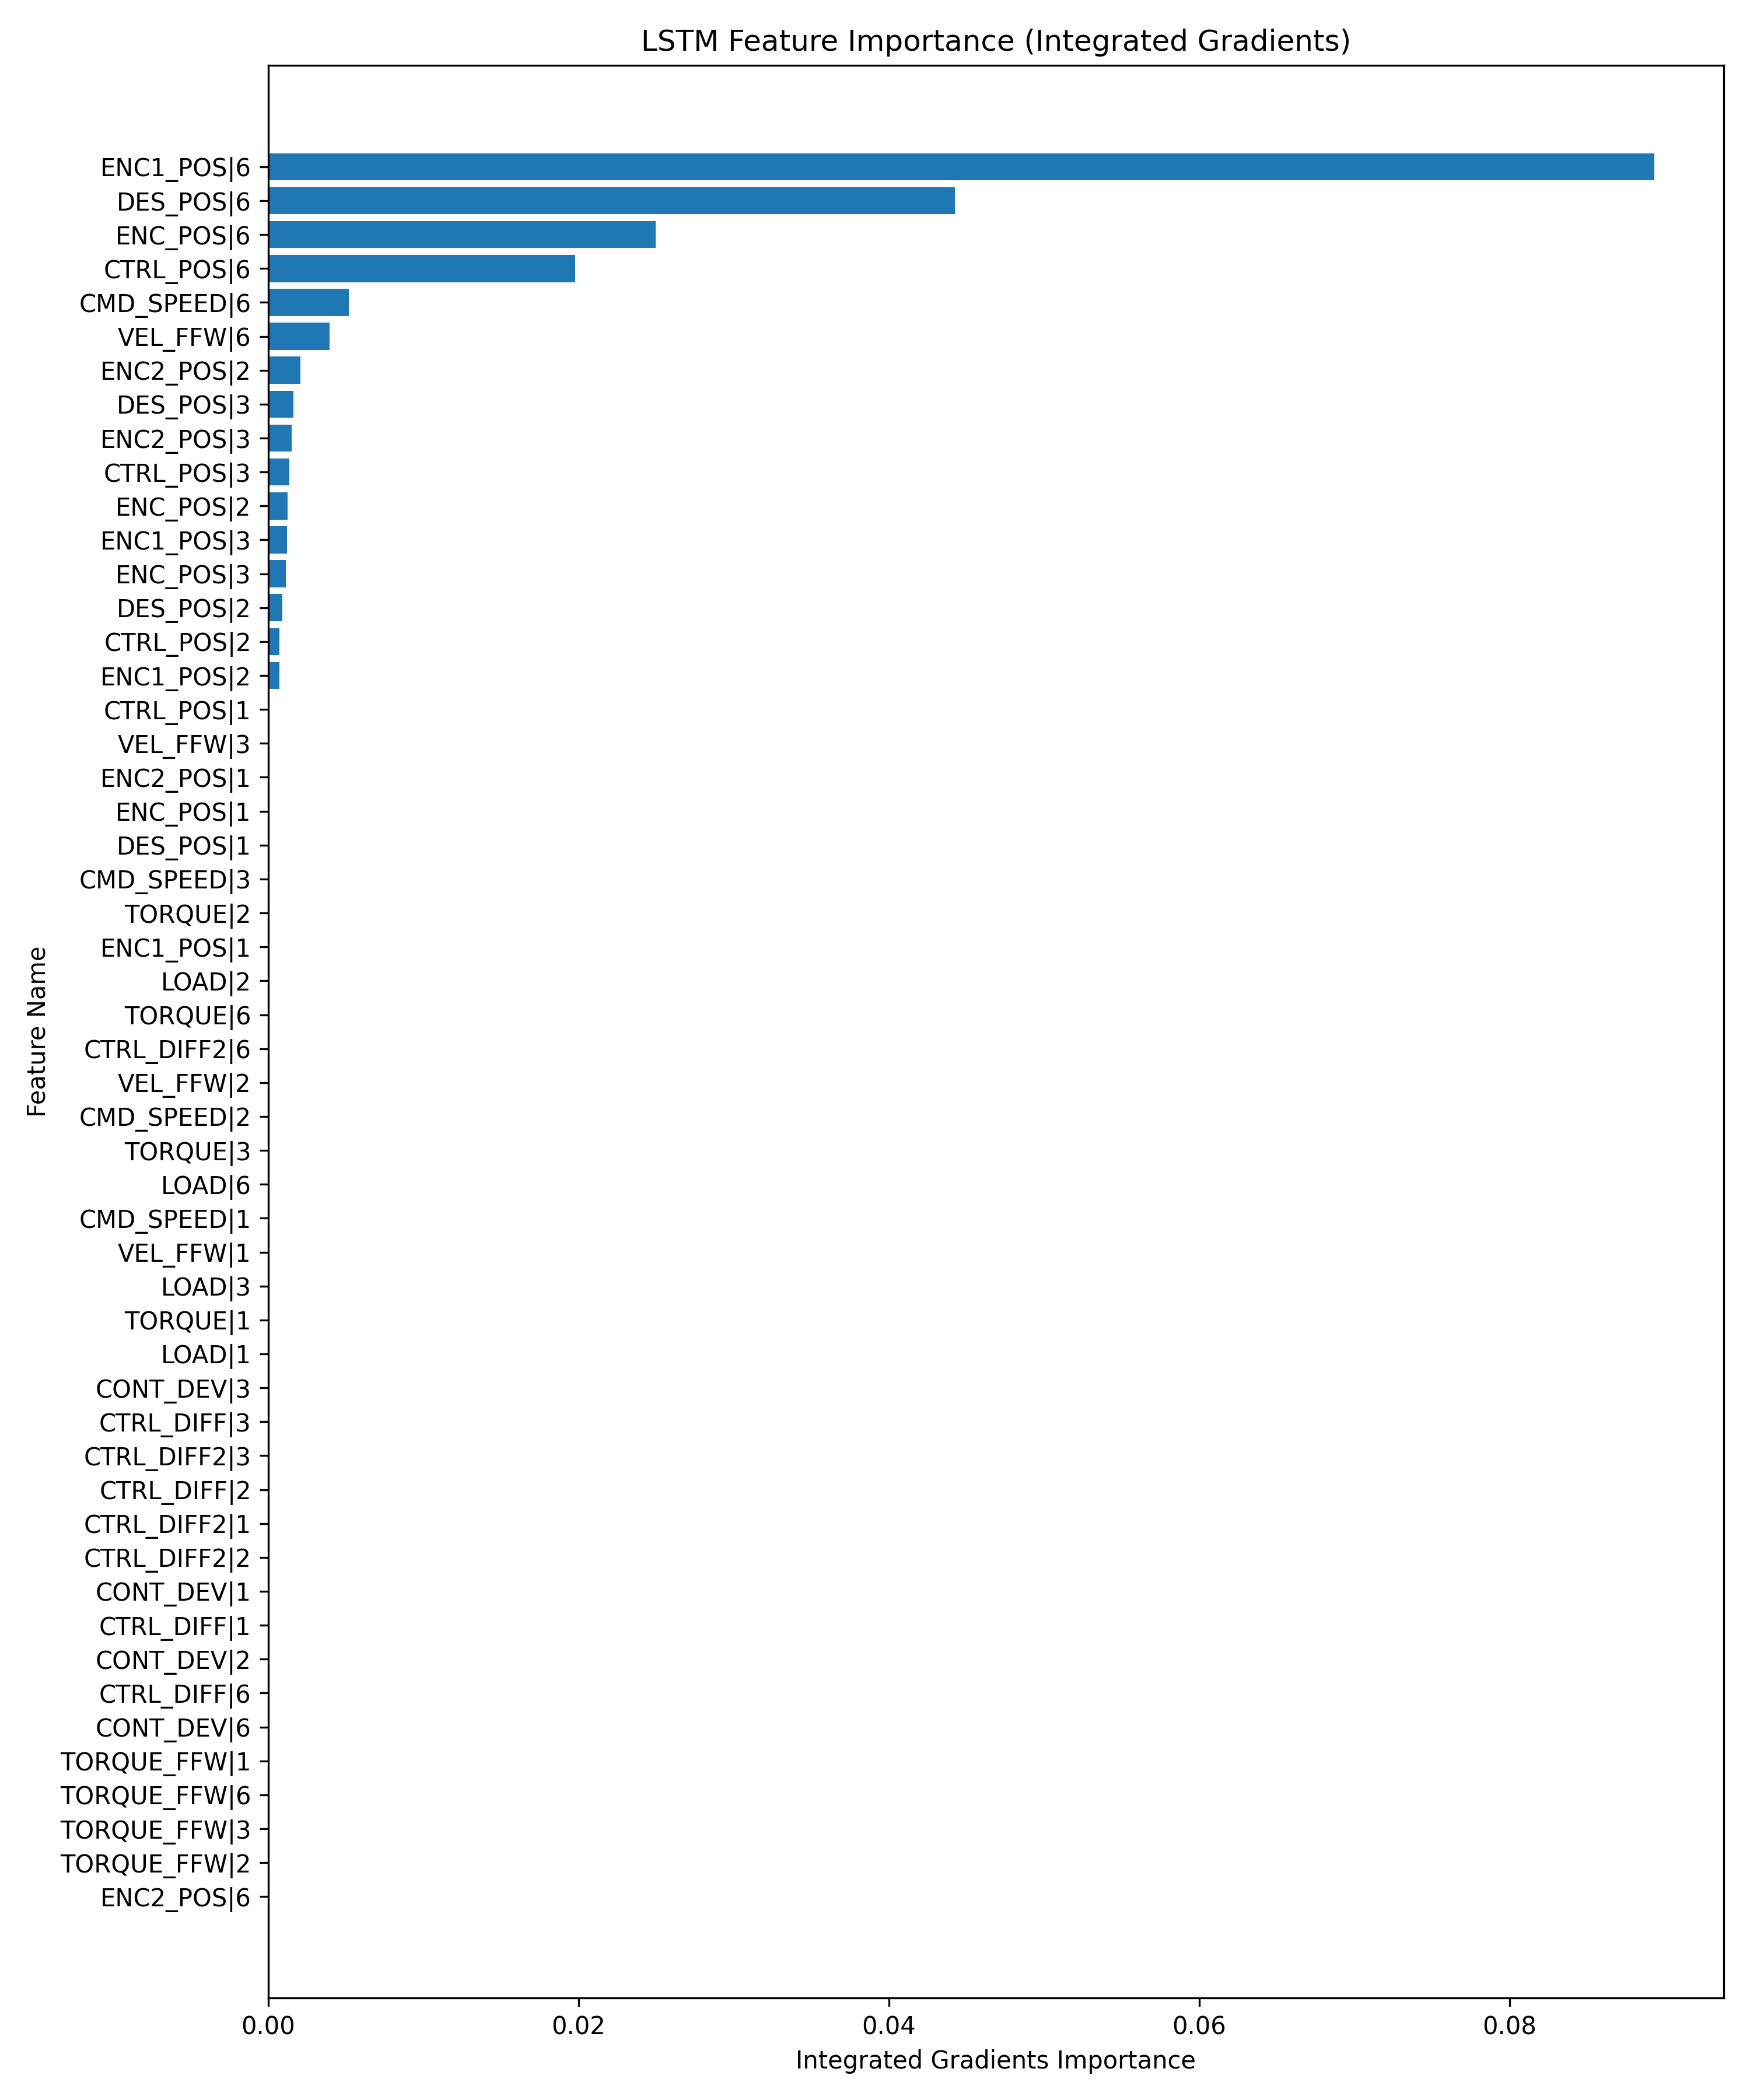 LSTM Feature Importance (Integrated Gradients)
ENC1_POS|6
DES_POS|6
ENC_POS|6
CTRL_POS|6
CMD_SPEED|6
VEL_FFW|6
ENC2_POS|2
DES_POS|3
ENC2_POS|3
CTRL_POS|3
ENC_POS|2
ENC1_POS|3
ENC_POS|3
DES_POS|2
CTRL_POS|2
ENC1_POS|2
CTRL_POS|1
VEL_FFW|3
ENC2_POS|1
ENC_POS|1
DES_POS|1
CMD_SPEED|3
TORQUE|2
ENC1_POS|1
LOAD|2
TORQUE|6
CTRL_DIFF2|6
VEL_FFW|2
CMD_SPEED|2
TORQUE|3
LOAD|6
CMD_SPEED|1
VEL_FFW|1
LOAD|3
TORQUE|1
LOAD|1
CONT_DEV|3
CTRL_DIFF|3
CTRL_DIFF2|3
CTRL_DIFF|2
CTRL_DIFF2|1
CTRL_DIFF2|2
CONT_DEV|1
CTRL_DIFF|1
CONT_DEV|2
CTRL_DIFF|6
CONT_DEV|6
TORQUE_FFW|1
TORQUE_FFW|6
TORQUE_FFW|3
TORQUE_FFW|2
ENC2_POS|6
Feature Name
0.00 0.02 0.04 0.06 0.08
Integrated Gradients Importance